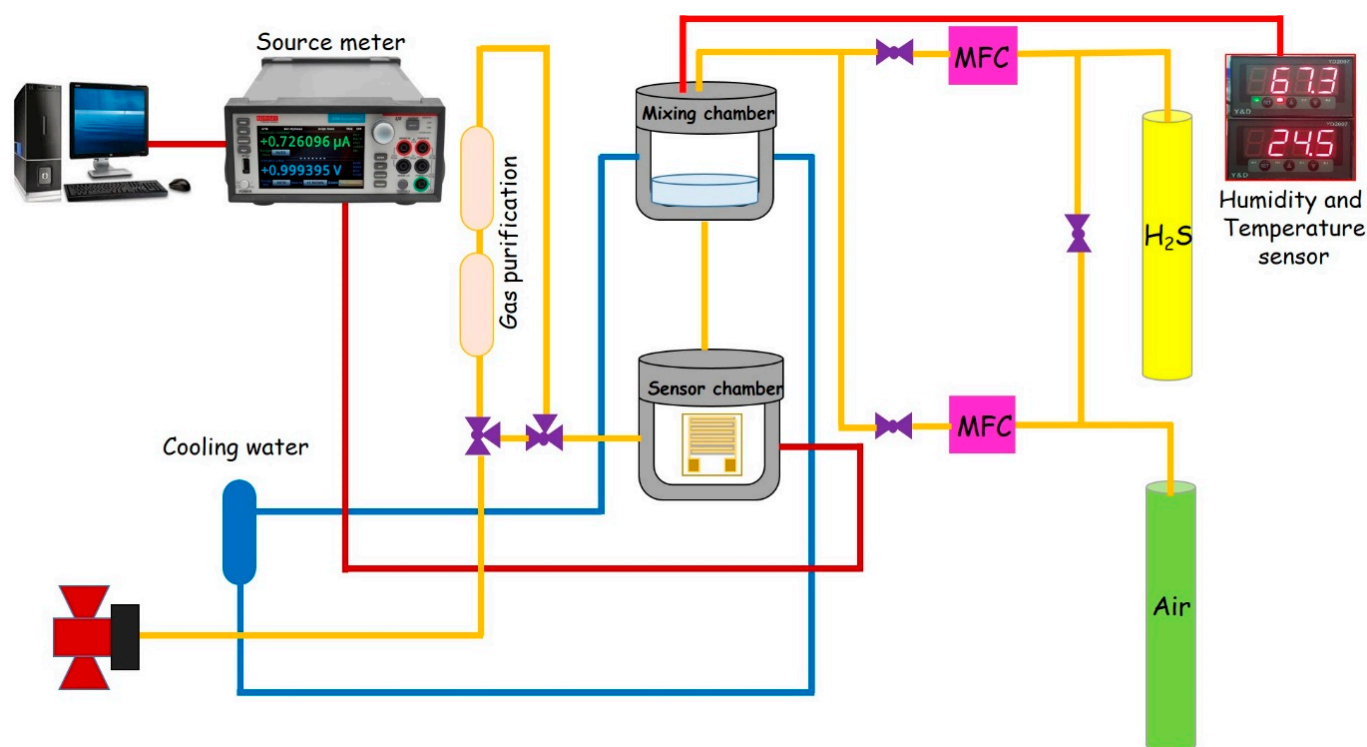 Source meter
+0.726096 μA
+0.999395 V
Gas purification
Mixing chamber
MFC
H₂S
67.3
Y&D
24.5
Y&D
Humidity and
Temperature
sensor
Sensor chamber
MFC
Cooling water
Air